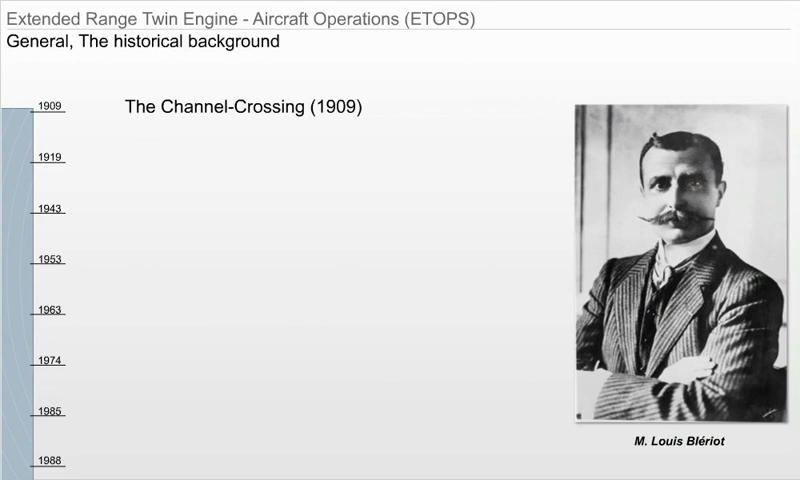 Extended Range Twin Engine - Aircraft Operations (ETOPS)
General, The historical background
The Channel-Crossing (1909)
1909
1919
1943
1953
1963
1974
1985
1988
M. Louis Blériot